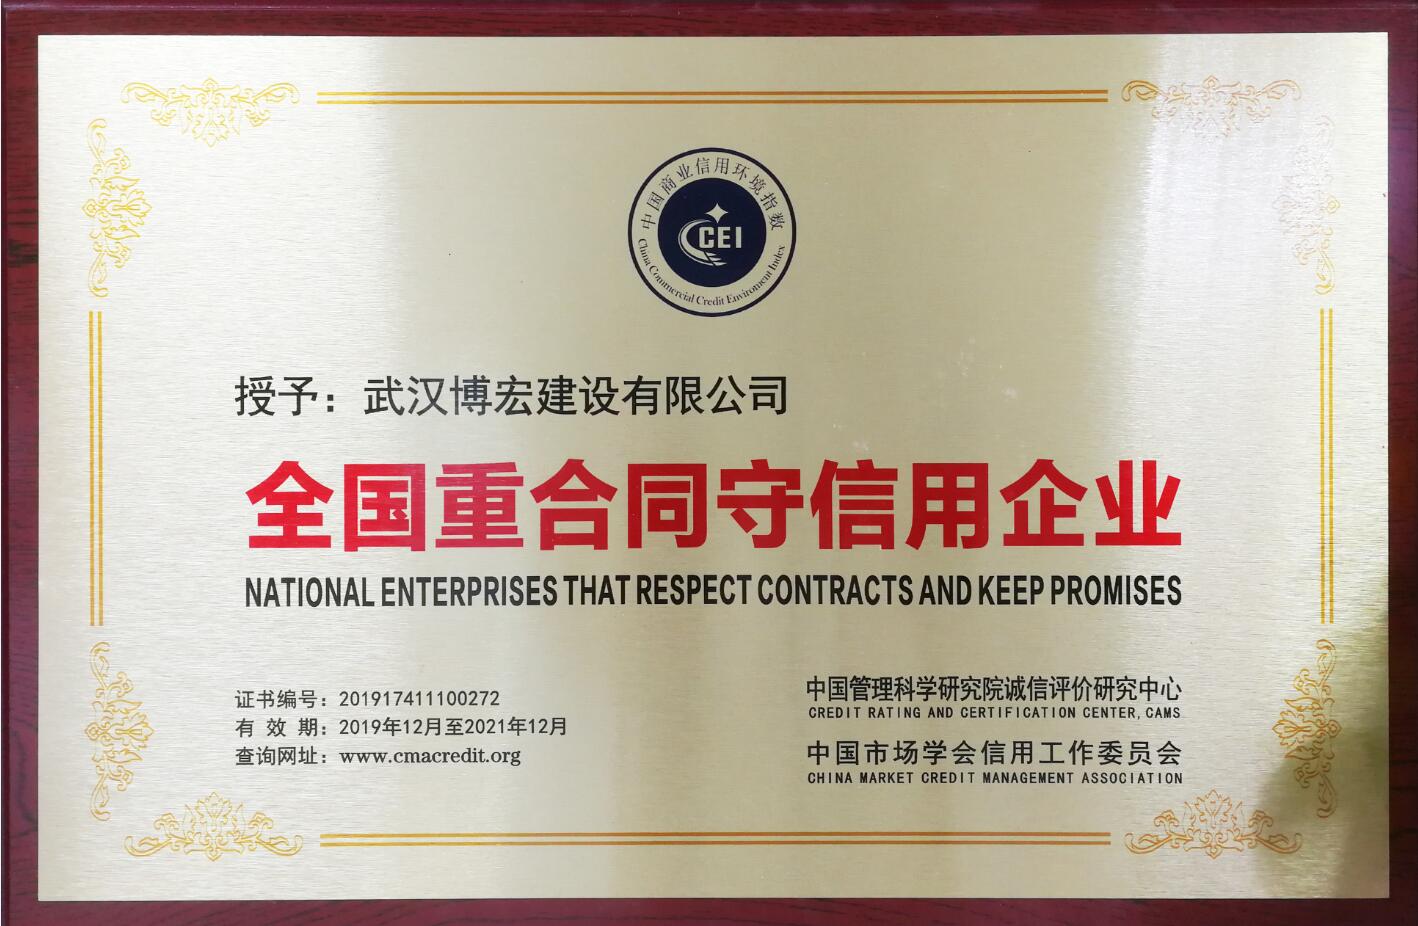 中国商业信用环境指数
CEI
China Commercial Credit Enviroment Index
授予：武汉博宏建设有限公司
全国重合同守信用企业
NATIONAL ENTERPRISES THAT RESPECT CONTRACTS AND KEEP PROMISES
证书编号：201917411100272
有 效 期：2019年12月至2021年12月
查询网址：www.cmacredit.org
中国管理科学研究院诚信评价研究中心
CREDIT RATING AND CERTIFICATION CENTER, CAMS
中国市场学会信用工作委员会
CHINA MARKET CREDIT MANAGEMENT ASSOCIATION